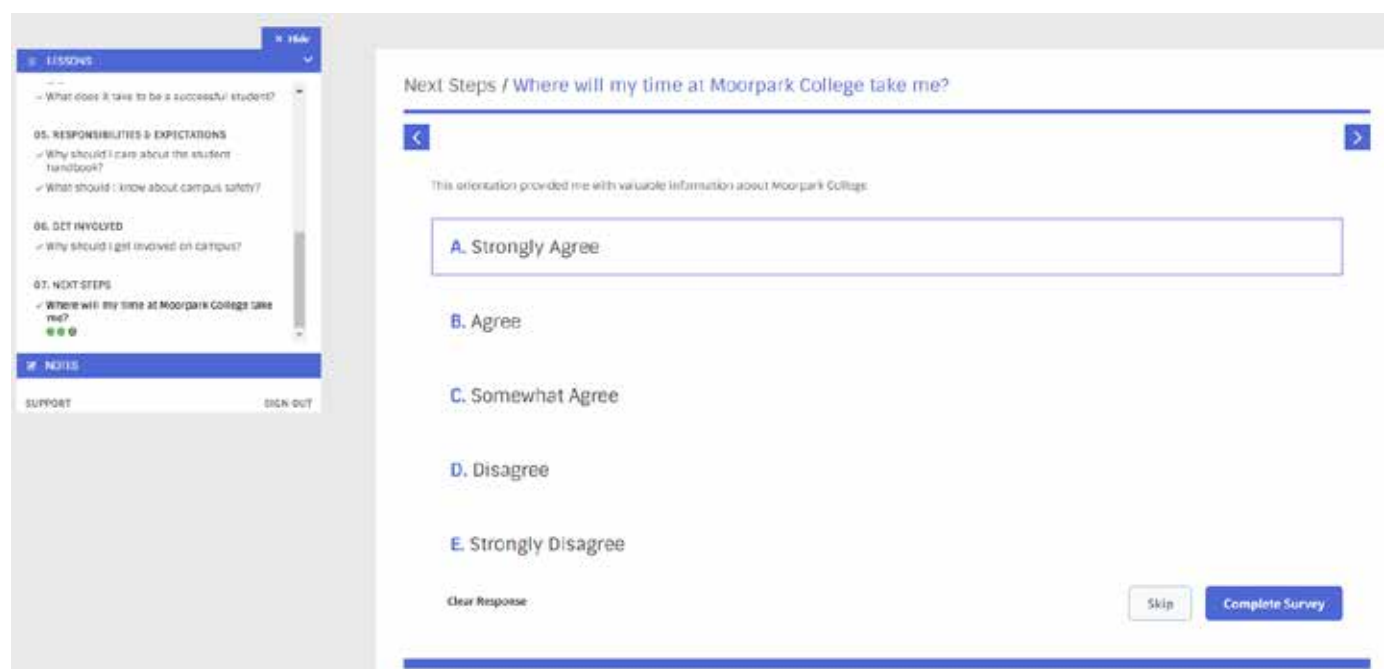 × Hide
LESSONS
What does it take to be a successful student?
05. RESPONSIBILITIES & EXPECTATIONS
Why should I care about the student
handbook?
What should I know about campus safety?
06. GET INVOLVED
Why should I get involved on campus?
07. NEXT STEPS
Where will my time at Moorpark College take
me?
NOTES
SUPPORT SIGN OUT
Next Steps / Where will my time at Moorpark College take me?
This orientation provided me with valuable information about Moorpark College
A. Strongly Agree
B. Agree
C. Somewhat Agree
D. Disagree
E. Strongly Disagree
Clear Response
Skip
Complete Survey